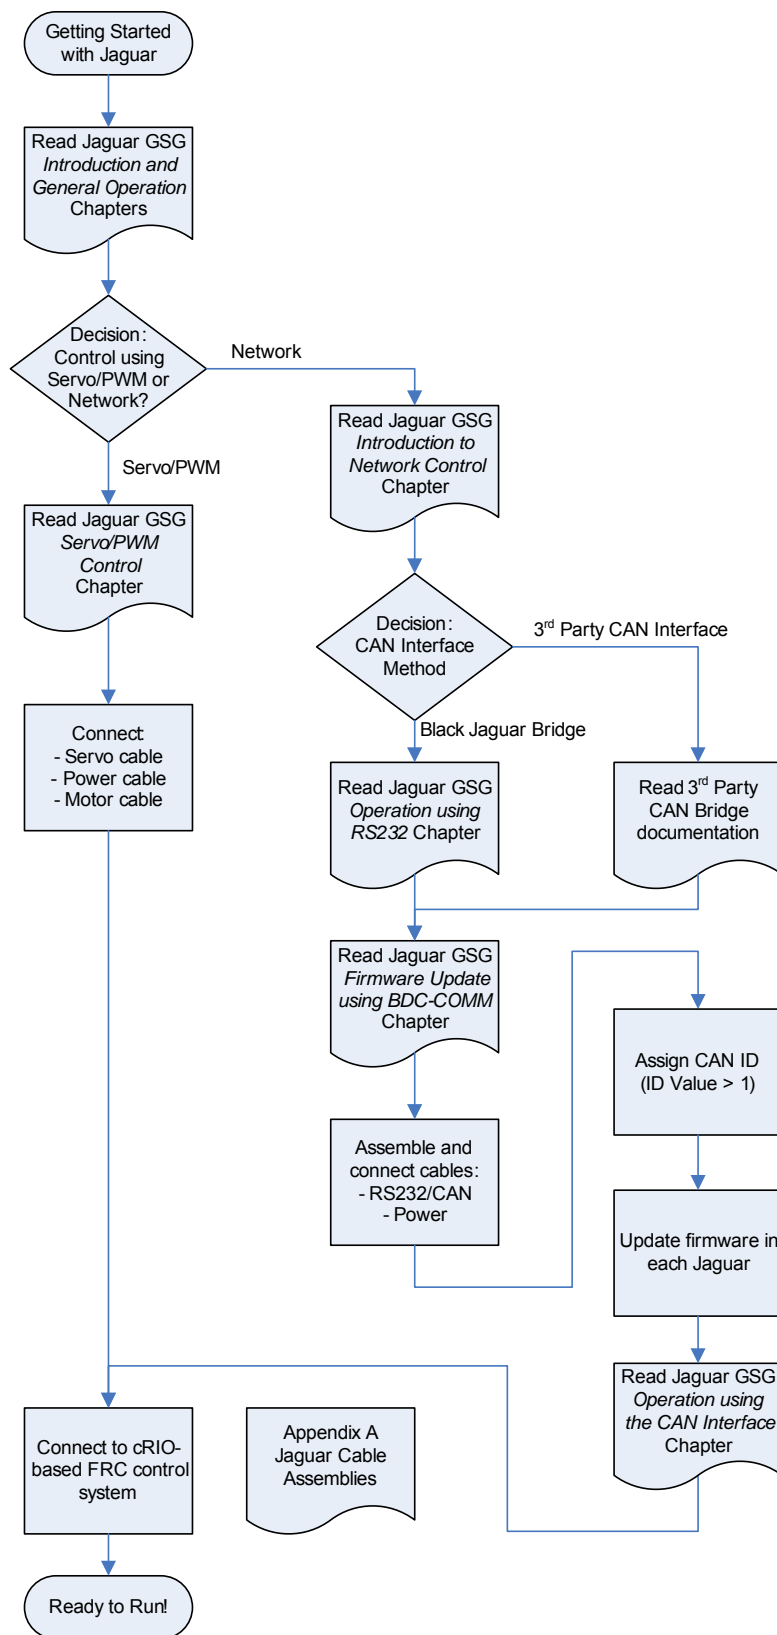 Getting Started
with Jaguar
Read Jaguar GSG
Introduction and
General Operation
Chapters
Decision:
Control using
Servo/PWM or
Network?
Network
Servo/PWM
Read Jaguar GSG
Introduction to
Network Control
Chapter
Read Jaguar GSG
Servo/PWM
Control
Chapter
Decision:
CAN Interface
Method
3rd Party CAN Interface
Black Jaguar Bridge
Connect:
- Servo cable
- Power cable
- Motor cable
Read Jaguar GSG
Operation using
RS232 Chapter
Read 3rd Party
CAN Bridge
documentation
Read Jaguar GSG
Firmware Update
using BDC-COMM
Chapter
Assign CAN ID
(ID Value > 1)
Assemble and
connect cables:
- RS232/CAN
- Power
Update firmware in
each Jaguar
Read Jaguar GSG
Operation using
the CAN Interface
Chapter
Connect to cRIO-
based FRC control
system
Appendix A
Jaguar Cable
Assemblies
Ready to Run!